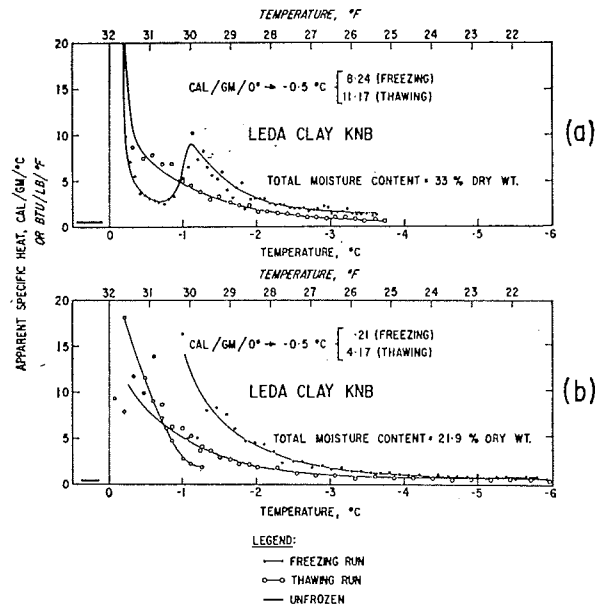 TEMPERATURE, °F
32 31 30 29 28 27 26 25
20
15
10
5
0
CAL/GM/0° → -0.5 °C { 8·24 (FREEZING)
11·17 (THAWING)
LEDA CLAY KNB
(a)
TOTAL MOISTURE CONTENT = 33 % DRY WT.
0 -1 -2 -3 -4 -5
TEMPERATURE, °C
APPARENT SPECIFIC HEAT, CAL/GM/°C
OR BTU/LB/°F
TEMPERATURE, °F
32 31 30 29 28 27 26 25 24 23 22
20
15
10
5
0
CAL/GM/0° → -0.5 °C { ·21 (FREEZING)
4·17 (THAWING)
LEDA CLAY KNB
(b)
TOTAL MOISTURE CONTENT = 21·9 % DRY WT.
0 -1 -2 -3 -4 -5 -6
TEMPERATURE, °C
LEGEND:
FREEZING RUN
THAWING RUN
UNFROZEN